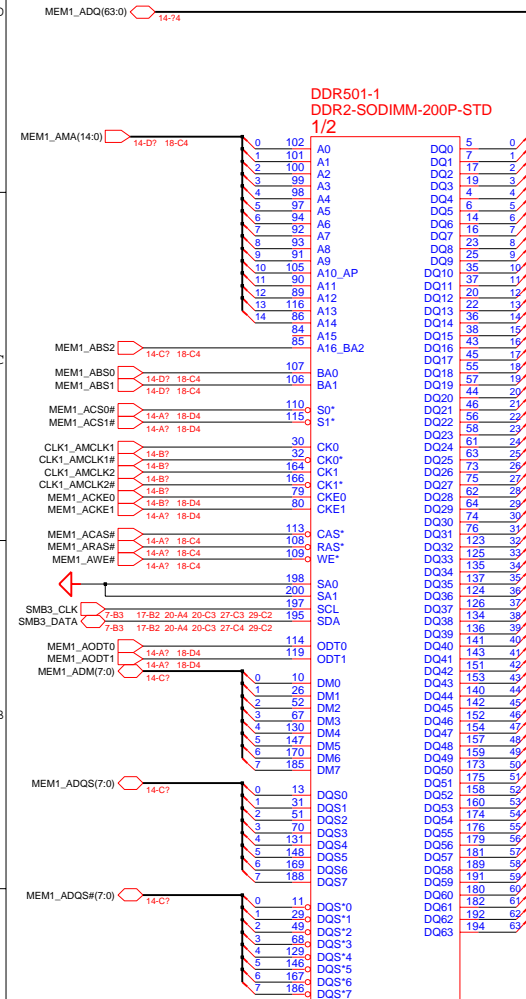 MEM1_ADQ(63:0)
14-?4
DDR501-1
DDR2-SODIMM-200P-STD
1/2
MEM1_AMA(14:0)
14-D? 18-C4
0 102 A0
1 101 A1
2 100 A2
3 99 A3
4 98 A4
5 97 A5
6 94 A6
7 92 A7
8 93 A8
9 91 A9
10 105 A10_AP
11 90 A11
12 89 A12
13 116 A13
14 86 A14
84 A15
MEM1_ABS2 85 A16_BA2
14-C? 18-C4
MEM1_ABS0 107 BA0
14-D? 18-C4
MEM1_ABS1 106 BA1
14-D? 18-C4
MEM1_ACS0# 110 S0*
14-A? 18-D4
MEM1_ACS1# 115 S1*
14-A? 18-D4
CLK1_AMCLK1 30 CK0
14-B?
CLK1_AMCLK1# 32 CK0*
14-B?
CLK1_AMCLK2 164 CK1
14-B?
CLK1_AMCLK2# 166 CK1*
14-B?
MEM1_ACKE0 79 CKE0
14-B? 18-D4
MEM1_ACKE1 80 CKE1
14-A? 18-D4
MEM1_ACAS# 113 CAS*
14-A? 18-C4
MEM1_ARAS# 108 RAS*
14-A? 18-C4
MEM1_AWE# 109 WE*
14-A? 18-C4
198 SA0
200 SA1
SMB3_CLK 197 SCL
7-B3 17-B2 20-A4 20-C3 27-C3 29-C2
SMB3_DATA 195 SDA
7-B3 17-B2 20-A4 20-C3 27-C4 29-C2
MEM1_AODT0 114 ODT0
14-A? 18-D4
MEM1_AODT1 119 ODT1
14-A? 18-D4
MEM1_ADM(7:0)
14-C?
0 10 DM0
1 26 DM1
2 52 DM2
3 67 DM3
4 130 DM4
5 147 DM5
6 170 DM6
7 185 DM7
MEM1_ADQS(7:0)
14-C?
0 13 DQS0
1 31 DQS1
2 51 DQS2
3 70 DQS3
4 131 DQS4
5 148 DQS5
6 169 DQS6
7 188 DQS7
MEM1_ADQS#(7:0)
14-C?
0 11 DQS*0
1 29 DQS*1
2 49 DQS*2
3 68 DQS*3
4 129 DQS*4
5 146 DQS*5
6 167 DQS*6
7 186 DQS*7
DQ0 5 0
DQ1 7 1
DQ2 17 2
DQ3 19 3
DQ4 4 4
DQ5 6 5
DQ6 14 6
DQ7 16 7
DQ8 23 8
DQ9 25 9
DQ10 35 10
DQ11 37 11
DQ12 20 12
DQ13 22 13
DQ14 36 14
DQ15 38 15
DQ16 43 16
DQ17 45 17
DQ18 55 18
DQ19 57 19
DQ20 44 20
DQ21 46 21
DQ22 56 22
DQ23 58 23
DQ24 61 24
DQ25 63 25
DQ26 73 26
DQ27 75 27
DQ28 62 28
DQ29 64 29
DQ30 74 30
DQ31 76 31
DQ32 123 32
DQ33 125 33
DQ34 135 34
DQ35 137 35
DQ36 124 36
DQ37 126 37
DQ38 134 38
DQ39 136 39
DQ40 141 40
DQ41 143 41
DQ42 151 42
DQ43 153 43
DQ44 140 44
DQ45 142 45
DQ46 152 46
DQ47 154 47
DQ48 157 48
DQ49 159 49
DQ50 173 50
DQ51 175 51
DQ52 158 52
DQ53 160 53
DQ54 174 54
DQ55 176 55
DQ56 179 56
DQ57 181 57
DQ58 189 58
DQ59 191 59
DQ60 180 60
DQ61 182 61
DQ62 192 62
DQ63 194 63